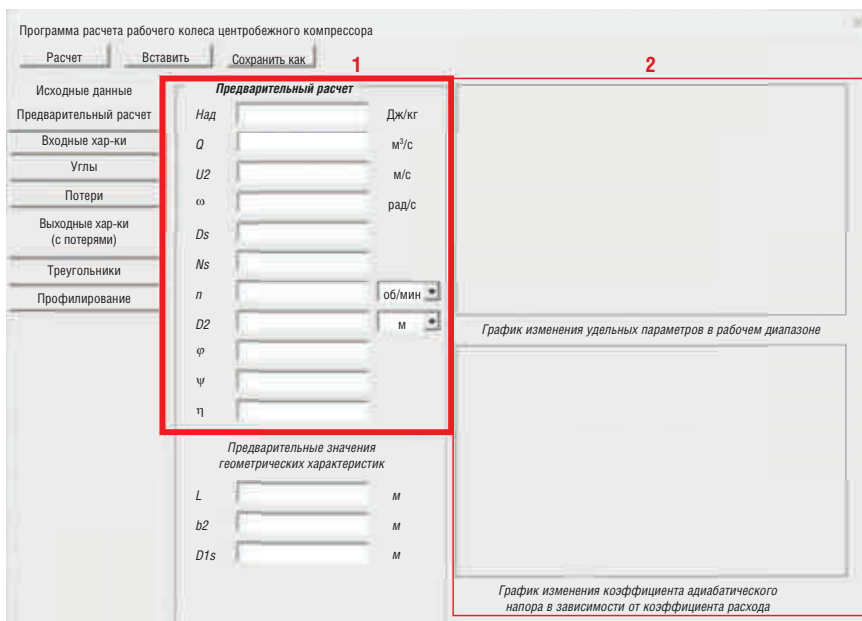 Программа расчета рабочего колеса центробежного компрессора
Расчет Вставить Сохранить как
1
2
Исходные данные
Предварительный расчет
Входные хар-ки
Углы
Потери
Выходные хар-ки
(с потерями)
Треугольники
Профилирование
Предварительный расчет
Над Дж/кг
Q м³/с
U2 м/с
ω рад/с
Ds
Ns
n об/мин
D2 м
φ
ψ
η
Предварительные значения
геометрических характеристик
L м
b2 м
D1s м
График изменения удельных параметров в рабочем диапазоне
График изменения коэффициента адиабатического
напора в зависимости от коэффициента расхода